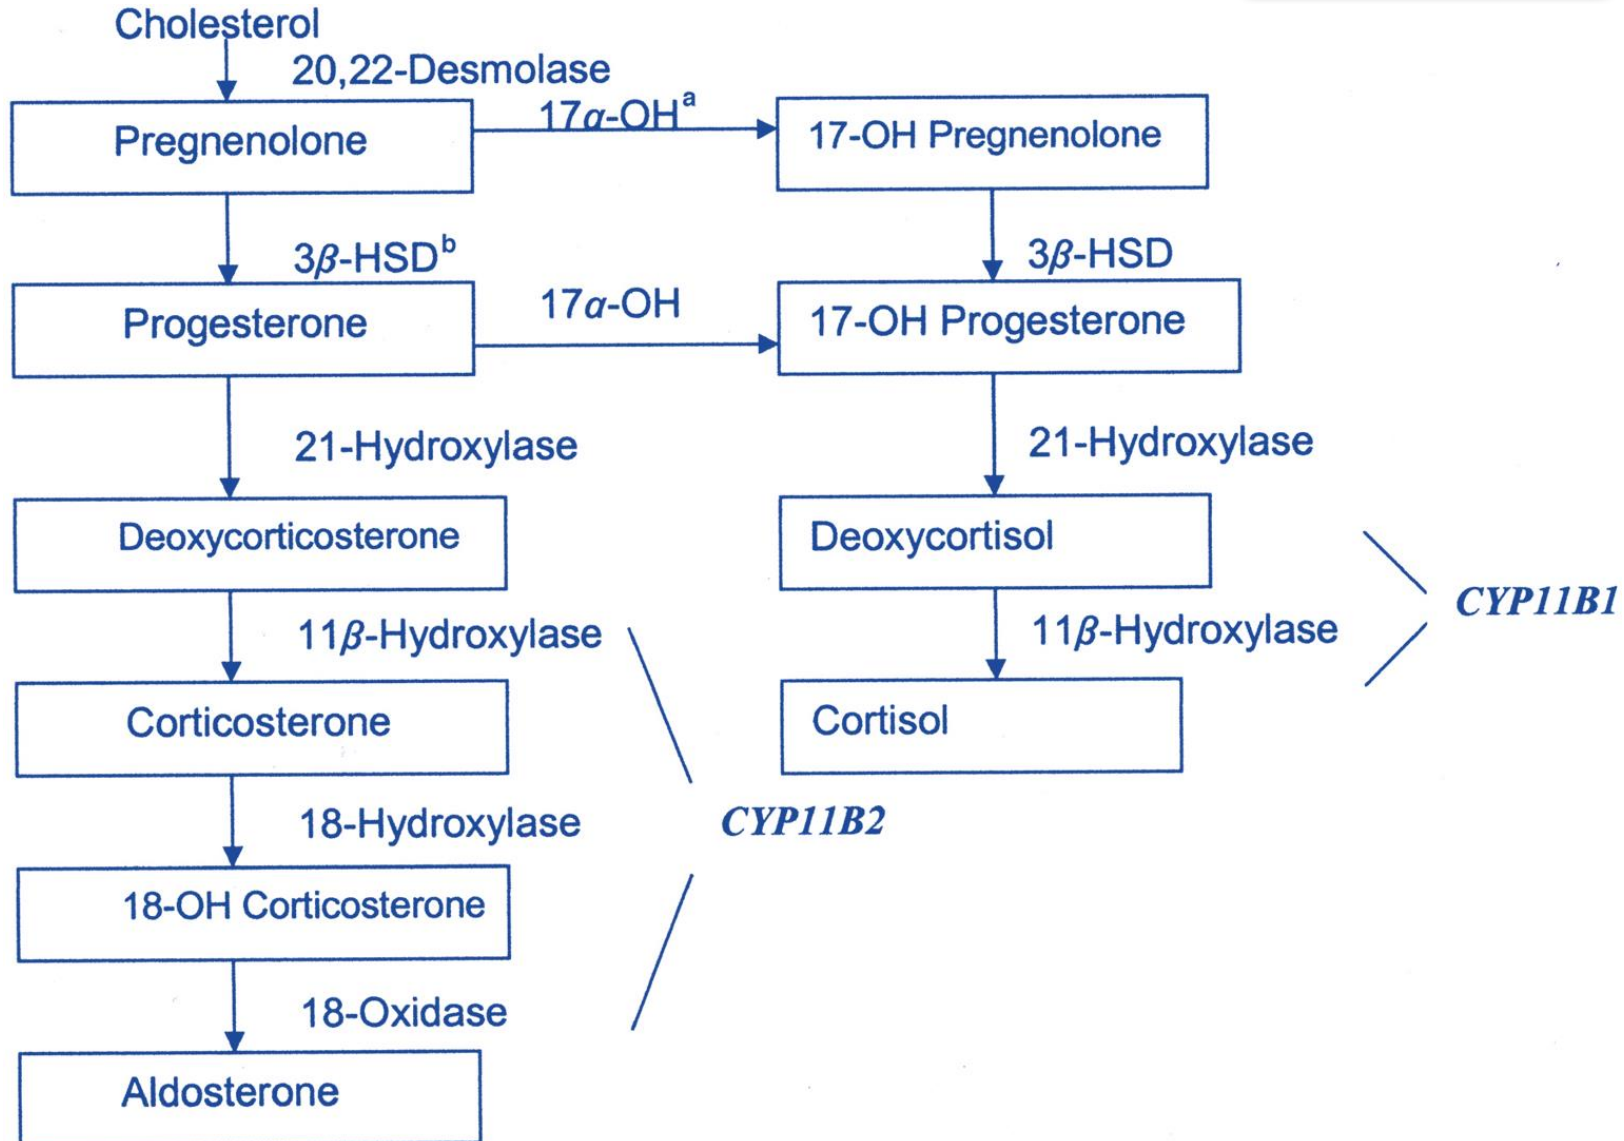 Cholesterol
20,22-Desmolase
Pregnenolone
17α-OHᵃ
17-OH Pregnenolone
3β-HSDᵇ
3β-HSD
Progesterone
17α-OH
17-OH Progesterone
21-Hydroxylase
21-Hydroxylase
Deoxycorticosterone
Deoxycortisol
CYP11B1
11β-Hydroxylase
11β-Hydroxylase
Corticosterone
Cortisol
18-Hydroxylase
CYP11B2
18-OH Corticosterone
18-Oxidase
Aldosterone